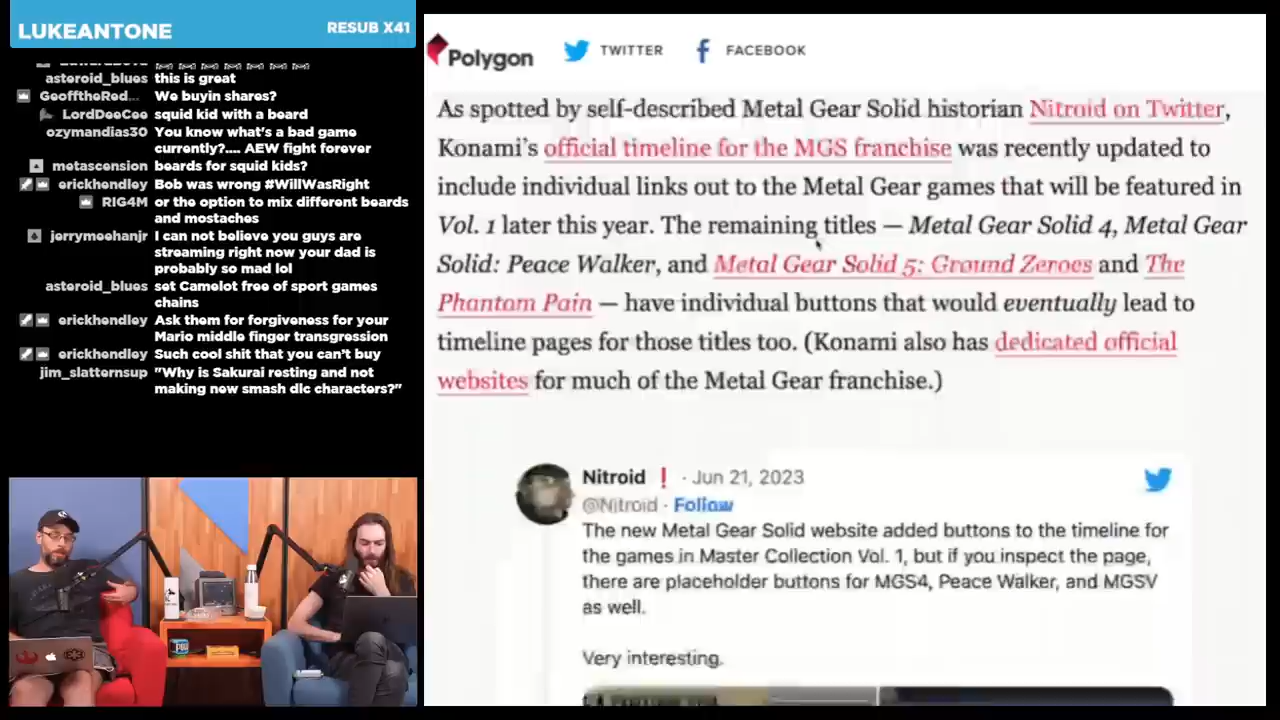 LUKEANTONE
RESUB X41
asteroid_blues this is great
GeofftheRed... We buyin shares?
LordDeeCee squid kid with a beard
ozymandias30 You know what's a bad game
currently?.... AEW fight forever
metascension beards for squid kids?
erickhendley Bob was wrong #WillWasRight
RIG4M or the option to mix different beards
and mostaches
jerrymeehanjr I can not believe you guys are
streaming right now your dad is
probably so mad lol
asteroid_blues set Camelot free of sport games
chains
erickhendley Ask them for forgiveness for your
Mario middle finger transgression
erickhendley Such cool shit that you can't buy
jim_slatternsup "Why is Sakurai resting and not
making new smash dlc characters?"
Polygon
TWITTER
FACEBOOK
As spotted by self-described Metal Gear Solid historian Nitroid on Twitter,
Konami's official timeline for the MGS franchise was recently updated to
include individual links out to the Metal Gear games that will be featured in
Vol. 1 later this year. The remaining titles — Metal Gear Solid 4, Metal Gear
Solid: Peace Walker, and Metal Gear Solid 5: Ground Zeroes and The
Phantom Pain — have individual buttons that would eventually lead to
timeline pages for those titles too. (Konami also has dedicated official
websites for much of the Metal Gear franchise.)
Nitroid ❗ · Jun 21, 2023
@Nitroid · Follow
The new Metal Gear Solid website added buttons to the timeline for
the games in Master Collection Vol. 1, but if you inspect the page,
there are placeholder buttons for MGS4, Peace Walker, and MGSV
as well.
Very interesting.